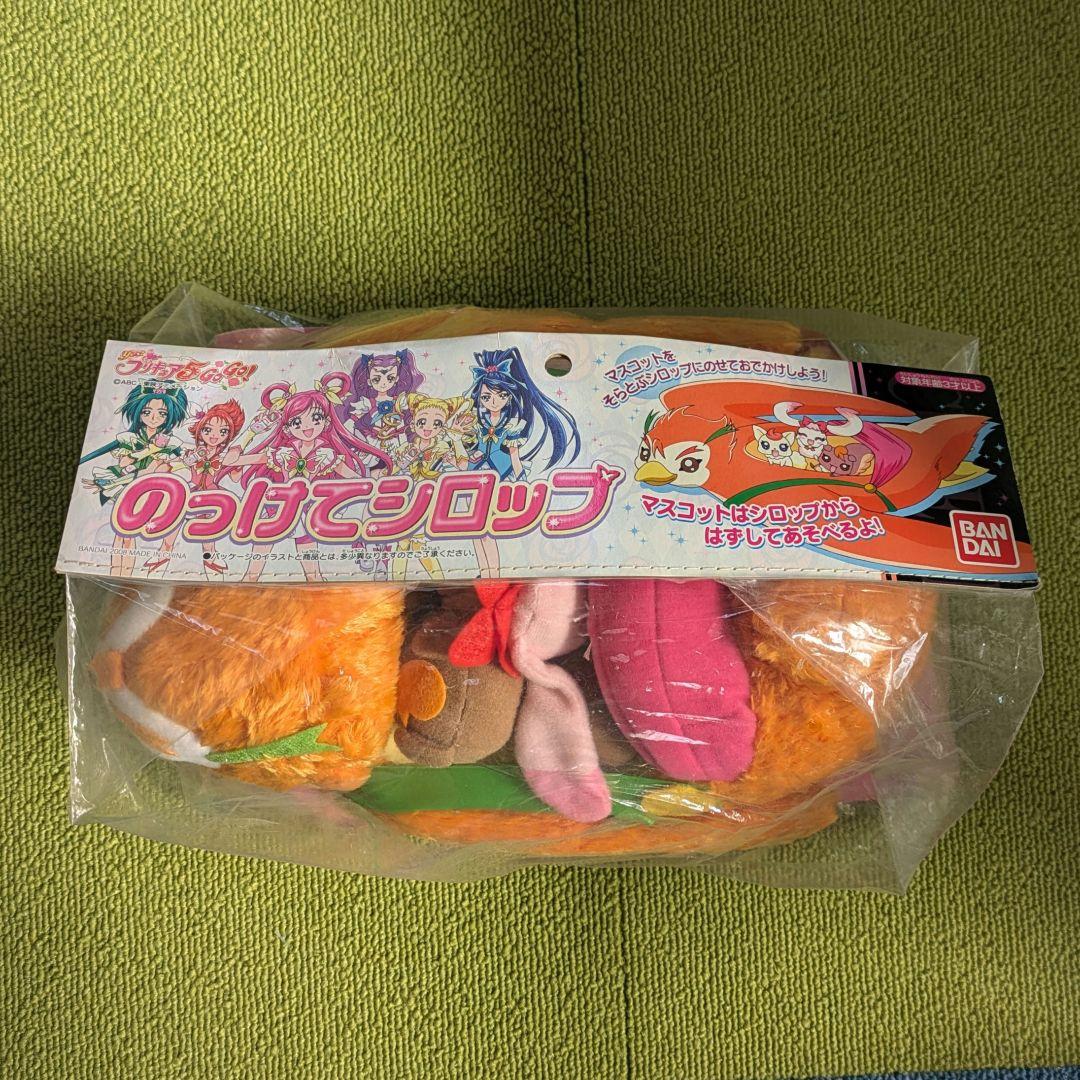 Yes!
プリキュア5GoGo!
©ABC・東映アニメーション
のっけてシロップ
BANDAI 2008 MADE IN CHINA
●パッケージのイラストと商品とは、多少異なりますのでご了承ください。
マスコットを
そらとぶシロップにのせておでかけしよう!
対象年齢3才以上
マスコットはシロップから
はずしてあそべるよ!
BAN
DAI